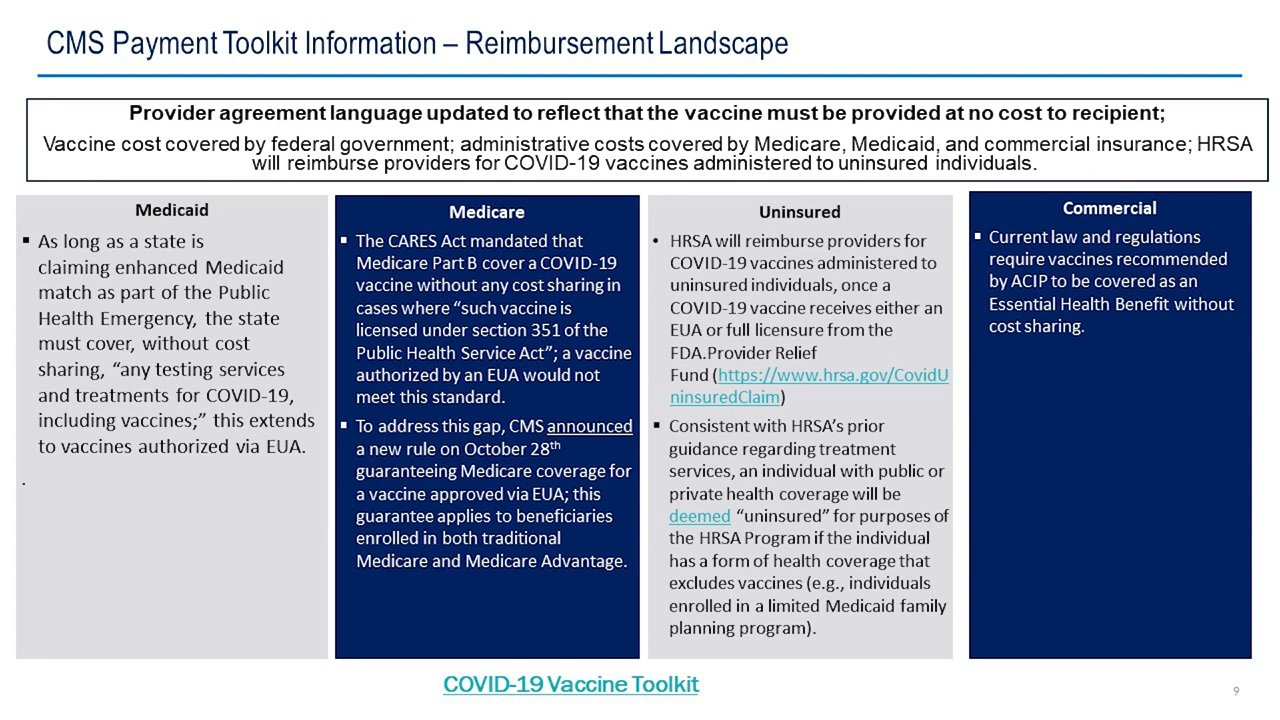 CMS Payment Toolkit Information – Reimbursement Landscape
Provider agreement language updated to reflect that the vaccine must be provided at no cost to recipient;
Vaccine cost covered by federal government; administrative costs covered by Medicare, Medicaid, and commercial insurance; HRSA
will reimburse providers for COVID-19 vaccines administered to uninsured individuals.
Medicaid
▪ As long as a state is
claiming enhanced Medicaid
match as part of the Public
Health Emergency, the state
must cover, without cost
sharing, “any testing services
and treatments for COVID-19,
including vaccines;” this extends
to vaccines authorized via EUA.
.
Medicare
▪ The CARES Act mandated that
Medicare Part B cover a COVID-19
vaccine without any cost sharing in
cases where “such vaccine is
licensed under section 351 of the
Public Health Service Act”; a vaccine
authorized by an EUA would not
meet this standard.
▪ To address this gap, CMS announced
a new rule on October 28th
guaranteeing Medicare coverage for
a vaccine approved via EUA; this
guarantee applies to beneficiaries
enrolled in both traditional
Medicare and Medicare Advantage.
Uninsured
• HRSA will reimburse providers for
COVID-19 vaccines administered to
uninsured individuals, once a
COVID-19 vaccine receives either an
EUA or full licensure from the
FDA.Provider Relief
Fund (https://www.hrsa.gov/CovidU
ninsuredClaim)
▪ Consistent with HRSA’s prior
guidance regarding treatment
services, an individual with public or
private health coverage will be
deemed “uninsured” for purposes of
the HRSA Program if the individual
has a form of health coverage that
excludes vaccines (e.g., individuals
enrolled in a limited Medicaid family
planning program).
Commercial
▪ Current law and regulations
require vaccines recommended
by ACIP to be covered as an
Essential Health Benefit without
cost sharing.
COVID-19 Vaccine Toolkit
9